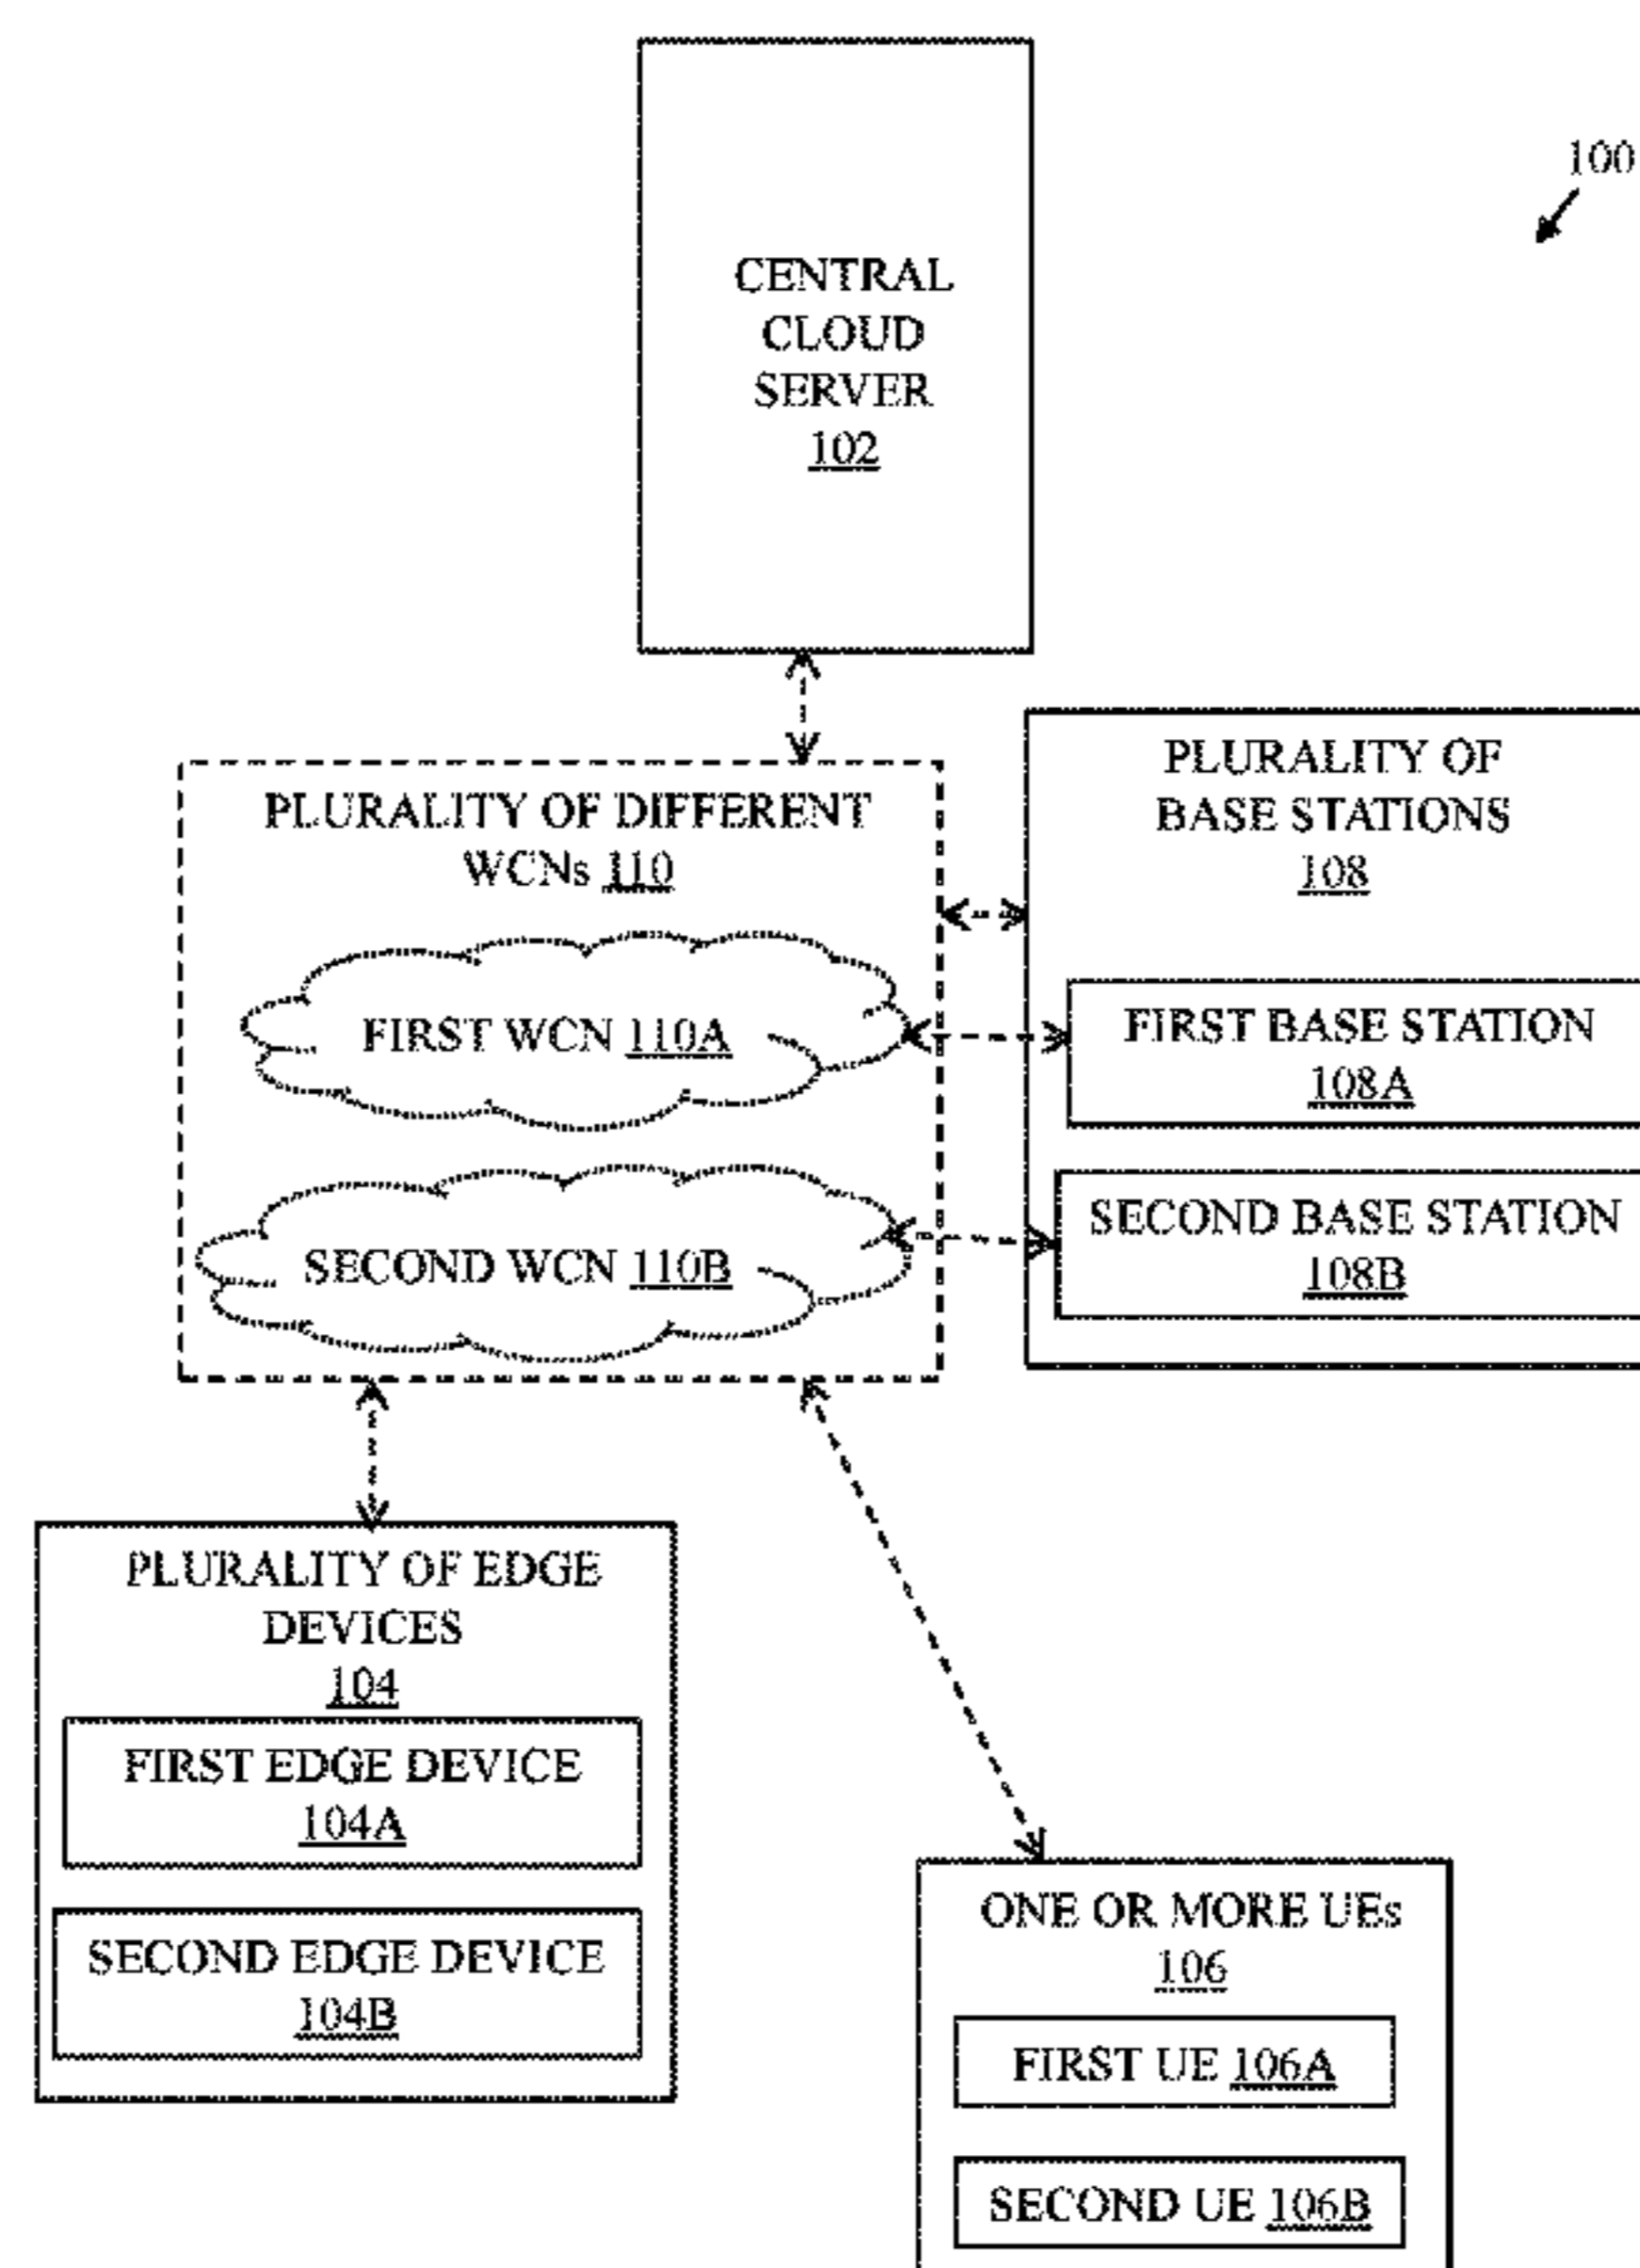 100
CENTRAL
CLOUD
SERVER
102
PLURALITY OF DIFFERENT
WCNs 110
FIRST WCN 110A
SECOND WCN 110B
PLURALITY OF
BASE STATIONS
108
FIRST BASE STATION
108A
SECOND BASE STATION
108B
PLURALITY OF EDGE
DEVICES
104
FIRST EDGE DEVICE
104A
SECOND EDGE DEVICE
104B
ONE OR MORE UEs
106
FIRST UE 106A
SECOND UE 106B